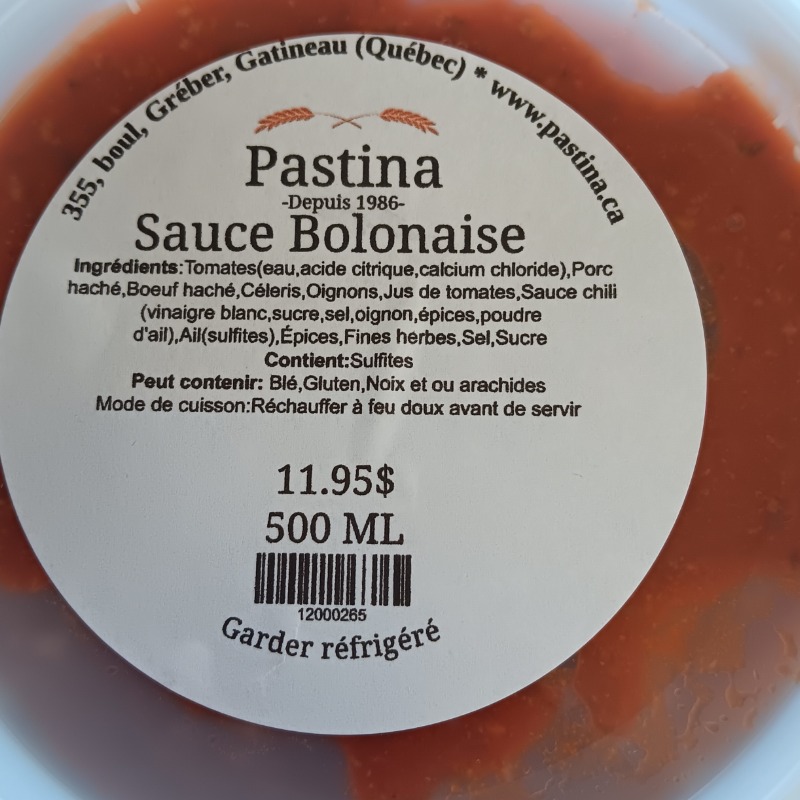 355, boul, Gréber, Gatineau (Québec) * www.pastina.ca
Pastina
-Depuis 1986-
Sauce Bolonaise
Ingrédients:Tomates(eau,acide citrique,calcium chloride),Porc
haché,Boeuf haché,Céleris,Oignons,Jus de tomates,Sauce chili
(vinaigre blanc,sucre,sel,oignon,épices,poudre
d'ail),Ail(sulfites),Épices,Fines herbes,Sel,Sucre
Contient:Sulfites
Peut contenir: Blé,Gluten,Noix et ou arachides
Mode de cuisson:Réchauffer à feu doux avant de servir
11.95$
500 ML
12000265
Garder réfrigéré